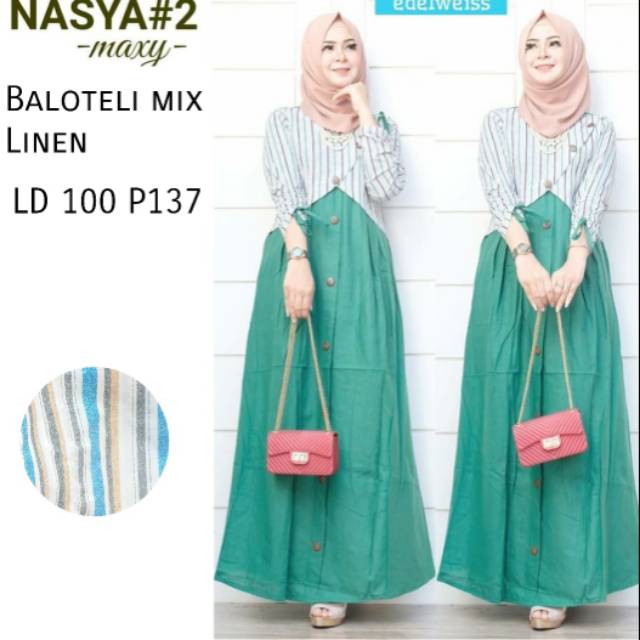 NASYA#2
-maxy-
edelweiss
BALOTELI MIX
LINEN
LD 100 P137